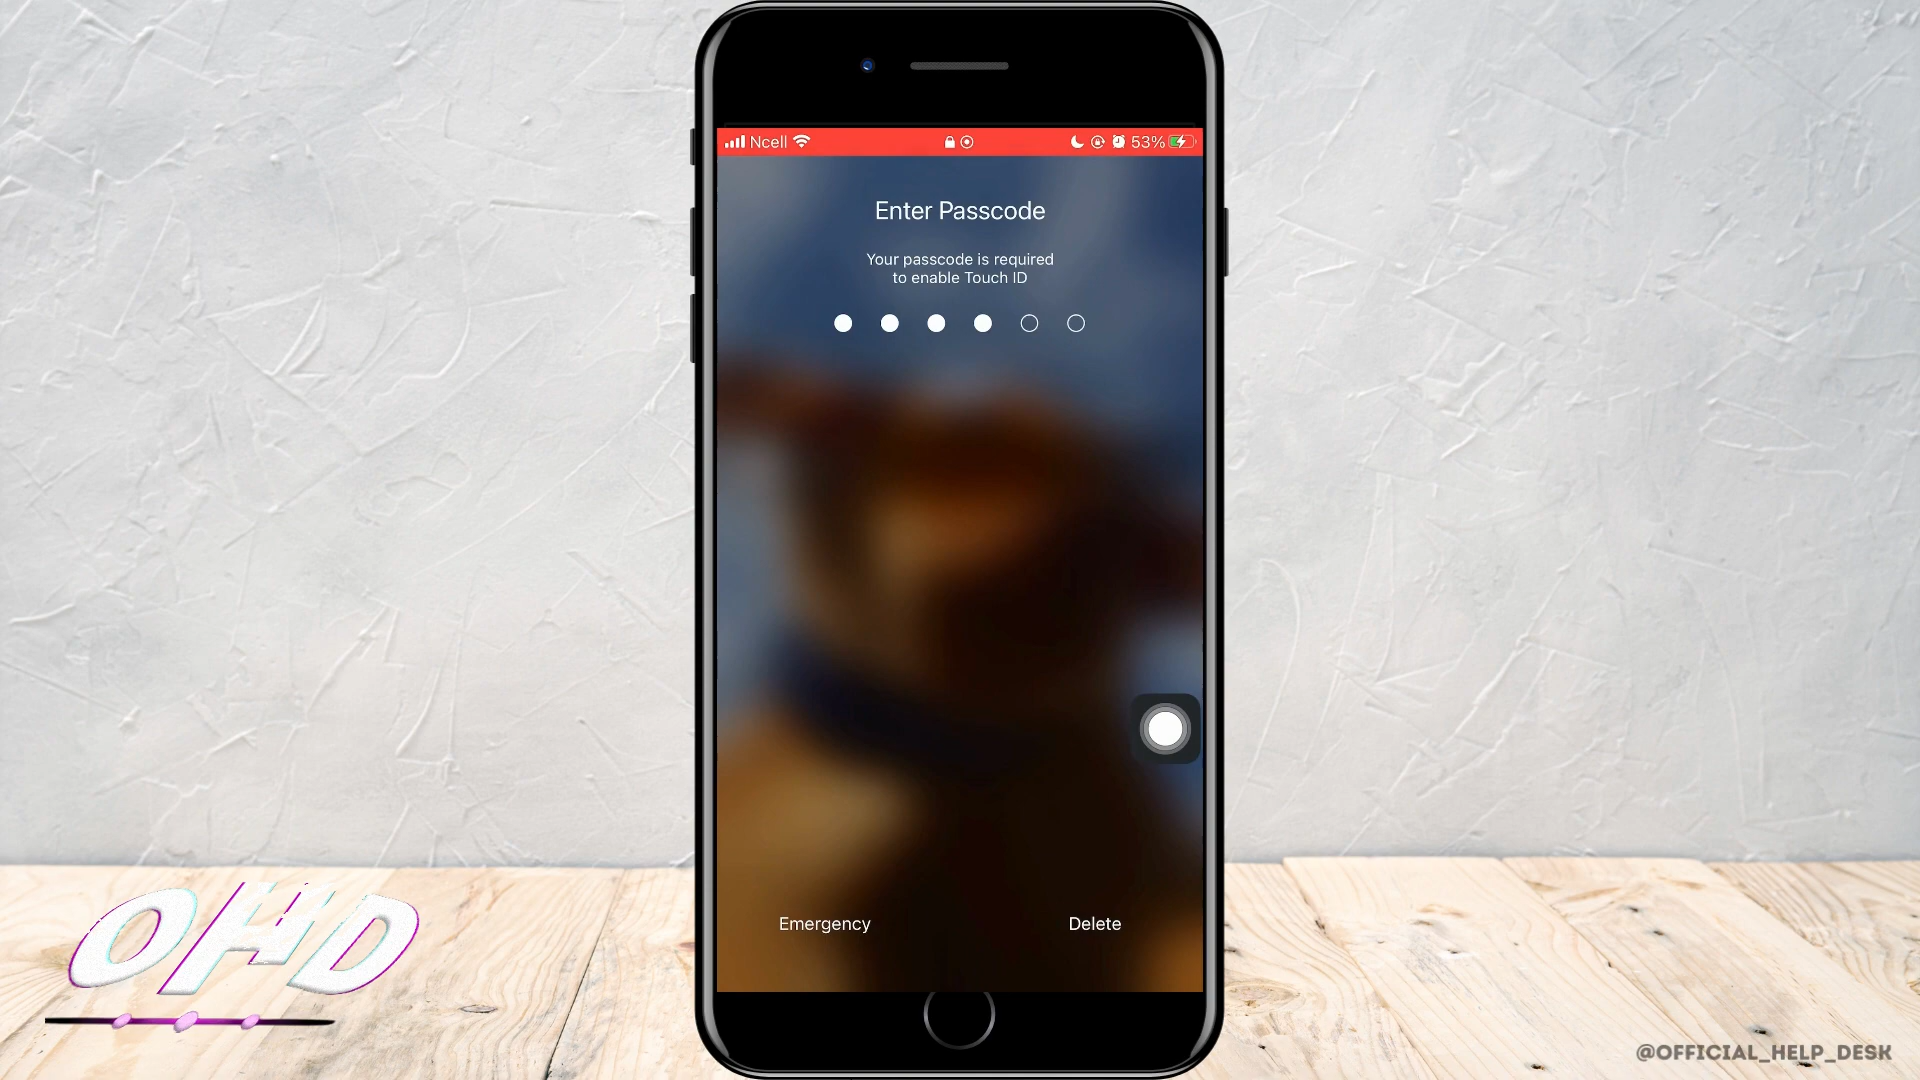 Ncell 53%
Enter Passcode
Your passcode is required
to enable Touch ID
Emergency Delete
OHD
@OFFICIAL_HELP_DESK